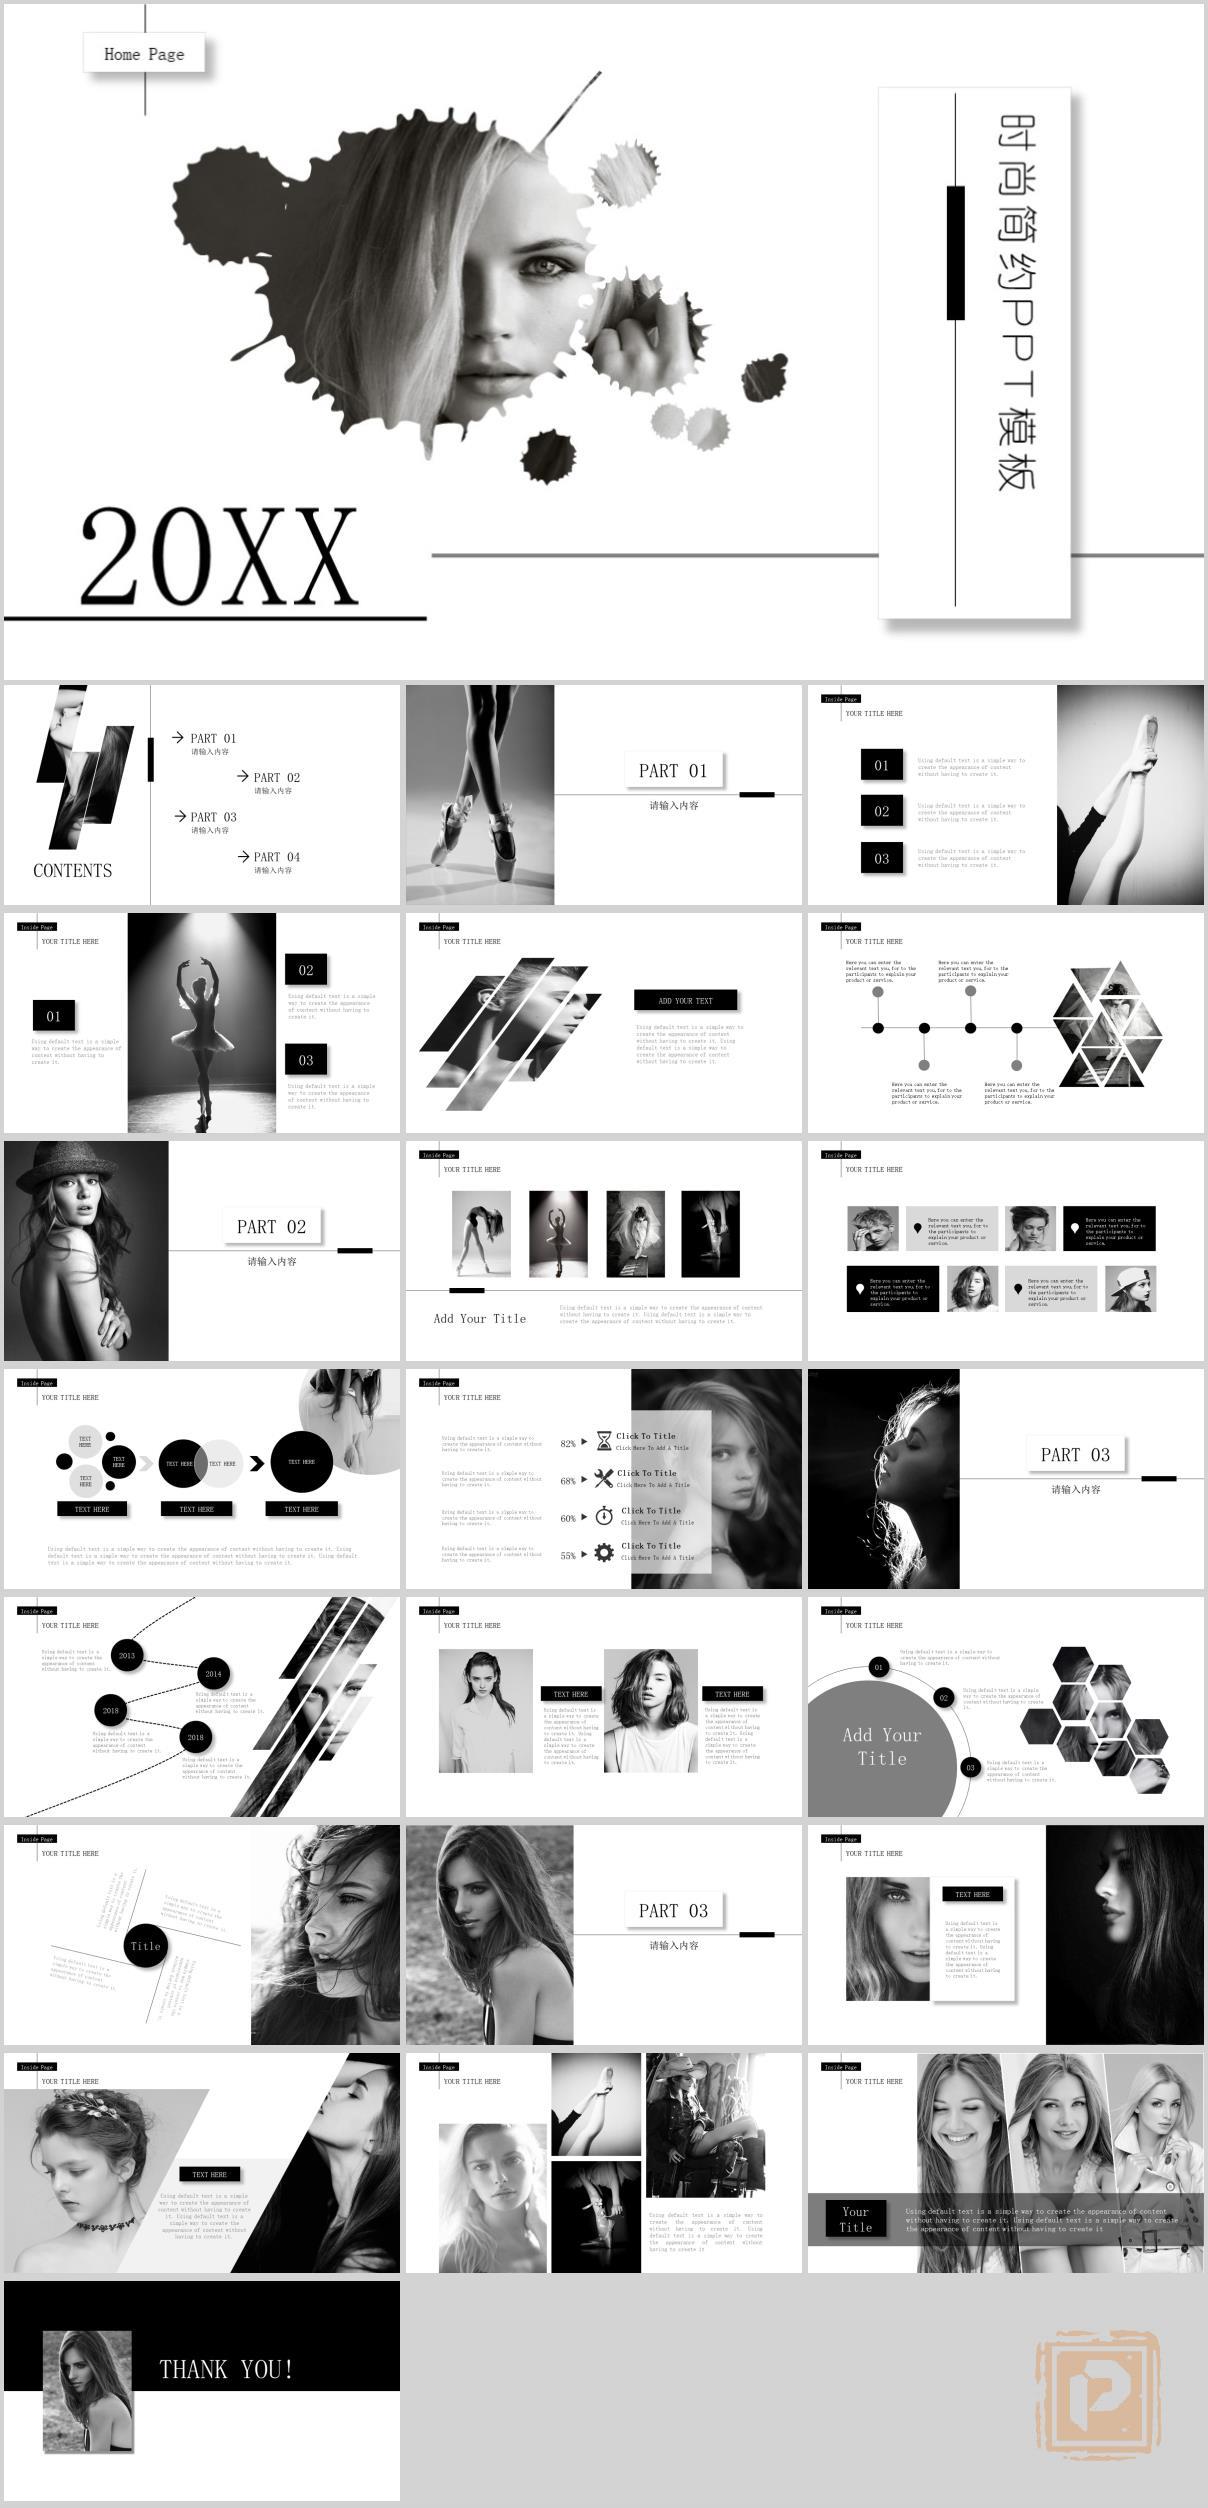 Home Page
时尚简约PPT模板
20XX
CONTENTS
PART 01
请输入内容
PART 02
请输入内容
PART 03
请输入内容
PART 04
请输入内容
PART 01
请输入内容
Inside Page
YOUR TITLE HERE
01
Using default text is a simple way to
create the appearance of content
without having to create it.
02
Using default text is a simple way to
create the appearance of content
without having to create it.
03
Using default text is a simple way to
create the appearance of content
without having to create it.
Inside Page
YOUR TITLE HERE
01
Using default text is a simple
way to create the appearance of
content without having to
create it.
02
Using default text is a simple
way to create the appearance
of content without having to
create it.
03
Using default text is a simple
way to create the appearance
of content without having to
create it.
Inside Page
YOUR TITLE HERE
ADD YOUR TEXT
Using default text is a simple way to
create the appearance of content
without having to create it. Using
default text is a simple way to
create the appearance of content
without having to create it.
Inside Page
YOUR TITLE HERE
Here you can enter the
relevant text you, for to the
participants to explain your
product or service.
Here you can enter the
relevant text you, for to the
participants to explain your
product or service.
Here you can enter the
relevant text you, for to the
participants to explain your
product or service.
Here you can enter the
relevant text you, for to the
participants to explain your
product or service.
PART 02
请输入内容
Inside Page
YOUR TITLE HERE
Add Your Title
Using default text is a simple way to create the appearance of content
without having to create it. Using default text is a simple way to
create the appearance of content without having to create it.
Inside Page
YOUR TITLE HERE
Here you can enter the
relevant text you, for to
the participants to
explain your product or
service.
Here you can enter the
relevant text you, for to
the participants to
explain your product or
service.
Here you can enter the
relevant text you, for to
the participants to
explain your product or
service.
Here you can enter the
relevant text you, for to
the participants to
explain your product or
service.
Inside Page
YOUR TITLE HERE
TEXT
HERE
TEXT
HERE
TEXT
HERE
TEXT HERE
TEXT HERE
TEXT HERE
TEXT HERE
TEXT HERE
TEXT HERE
Using default text is a simple way to create the appearance of content without having to create it. Using
default text is a simple way to create the appearance of content without having to create it. Using default
text is a simple way to create the appearance of content without having to create it.
Inside Page
YOUR TITLE HERE
Using default text is a simple way to
create the appearance of content
without having to create it.
82%
Click To Title
Click Here To Add A Title
Using default text is a simple way to
create the appearance of content
without having to create it.
68%
Click To Title
Click Here To Add A Title
Using default text is a simple way to
create the appearance of content
without having to create it.
60%
Click To Title
Click Here To Add A Title
Using default text is a simple way to
create the appearance of content
without having to create it.
55%
Click To Title
Click Here To Add A Title
PART 03
请输入内容
Inside Page
YOUR TITLE HERE
Using default text is a
simple way to create the
appearance of content
without having to create it.
2013
2014
Using default text is a
simple way to create the
appearance of content
without having to create it.
2018
Using default text is a
simple way to create the
appearance of content
without having to create it.
2018
Using default text is a
simple way to create the
appearance of content
without having to create it.
Inside Page
YOUR TITLE HERE
TEXT HERE
Using default text is
a simple way to create
the appearance of
content without having
to create it. Using
default text is a
simple way to create
the appearance of
content without having
to create it.
TEXT HERE
Using default text is
a simple way to create
the appearance of
content without having
to create it. Using
default text is a
simple way to create
the appearance of
content without having
to create it.
Inside Page
YOUR TITLE HERE
Add Your
Title
01
Using default text is a simple way to
create the appearance of content
without having to create it.
02
Using default text is a simple
way to create the appearance of
content without having to create
it.
03
Using default text is a
simple way to create the
appearance of content
without having to create it.
Inside Page
YOUR TITLE HERE
Using default text is a
simple way to create the
appearance of content
without having to create it.
Using default text is a
simple way to create the
appearance of content
without having to create it.
Title
Using default text is a
simple way to create the
appearance of content
without having to create it.
PART 03
请输入内容
Inside Page
YOUR TITLE HERE
TEXT HERE
Using default text is
a simple way to create
the appearance of
content without having
to create it. Using
default text is a
simple way to create
the appearance of
content without having
to create it.
Inside Page
YOUR TITLE HERE
TEXT HERE
Using default text is a simple
way to create the appearance of
content without having to create
it. Using default text is a
simple way to create the
appearance of content without
having to create it.
Inside Page
YOUR TITLE HERE
Using default text is a simple way to
create the appearance of content
without having to create it. Using
default text is a simple way to create
the appearance of content without
having to create it
Inside Page
YOUR TITLE HERE
Your
Title
Using default text is a simple way to create the appearance of content
without having to create it. Using default text is a simple way to create
the appearance of content without having to create it
THANK YOU!